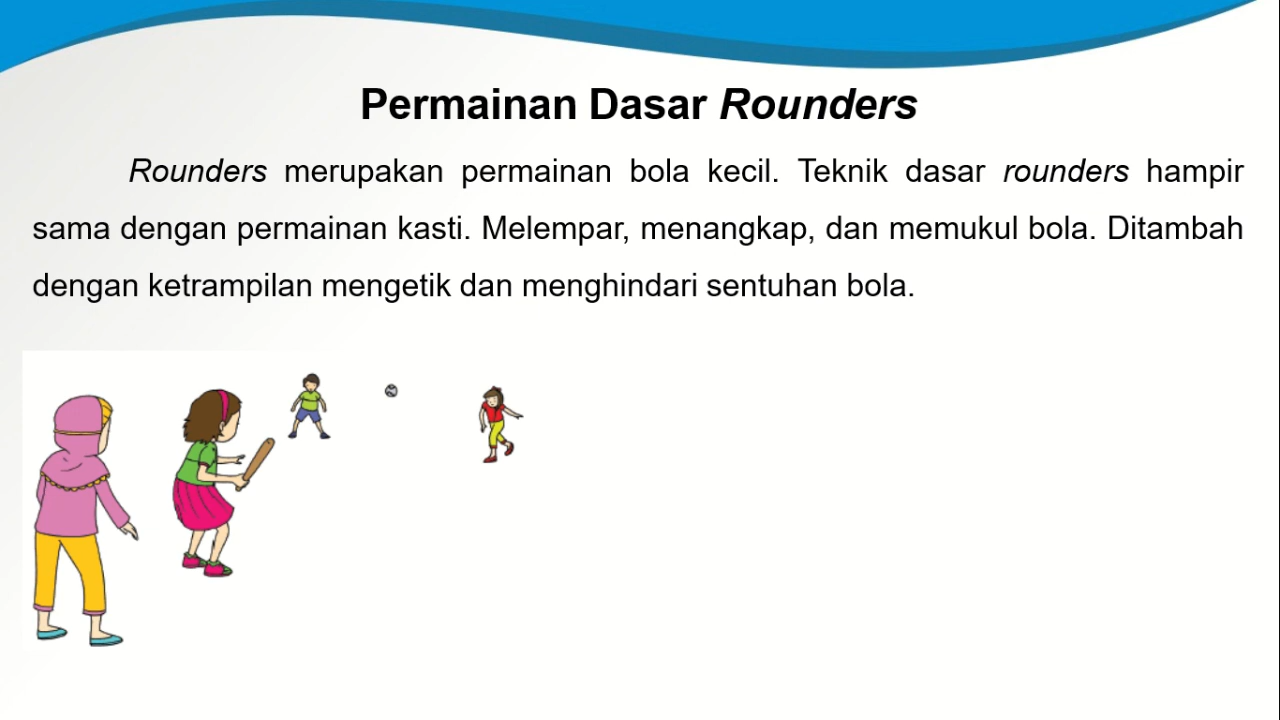 Permainan Dasar Rounders
Rounders merupakan permainan bola kecil. Teknik dasar rounders hampir
sama dengan permainan kasti. Melempar, menangkap, dan memukul bola. Ditambah
dengan ketrampilan mengetik dan menghindari sentuhan bola.